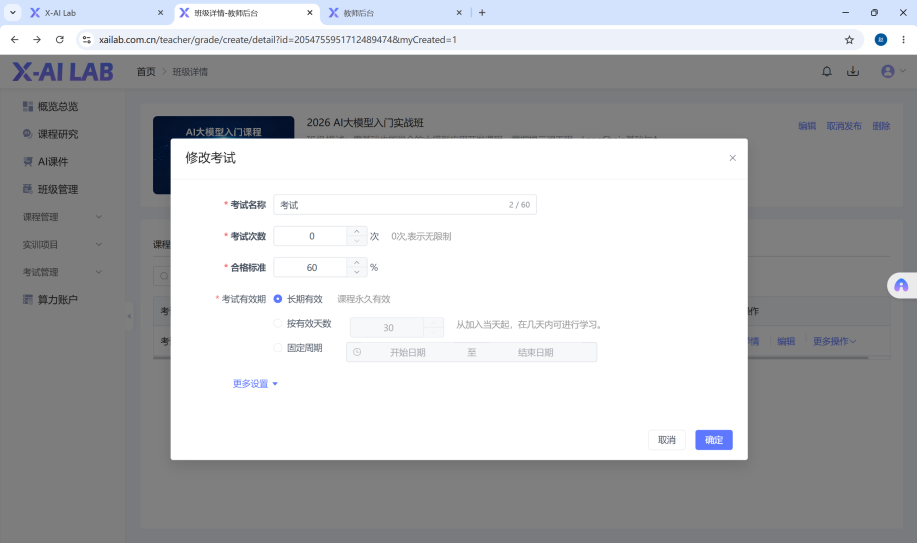 X-AI Lab
班级详情-教师后台
教师后台
xailab.com.cn/teacher/grade/create/detail?id=2054755951712489474&myCreated=1
X-AI LAB
首页
班级详情
概览总览
课程研究
AI课件
班级管理
课程管理
实训项目
考试管理
算力账户
AI大模型入门课程
2026 AI大模型入门实战班
编辑
取消发布
删除
修改考试
* 考试名称
考试
2 / 60
* 考试次数
0
次
0次,表示无限制
* 合格标准
60
%
* 考试有效期
长期有效
课程永久有效
按有效天数
30
从加入当天起，在几天内可进行学习。
固定周期
开始日期
至
结束日期
更多设置
取消
确定
课程
考
作
考
情
编辑
更多操作